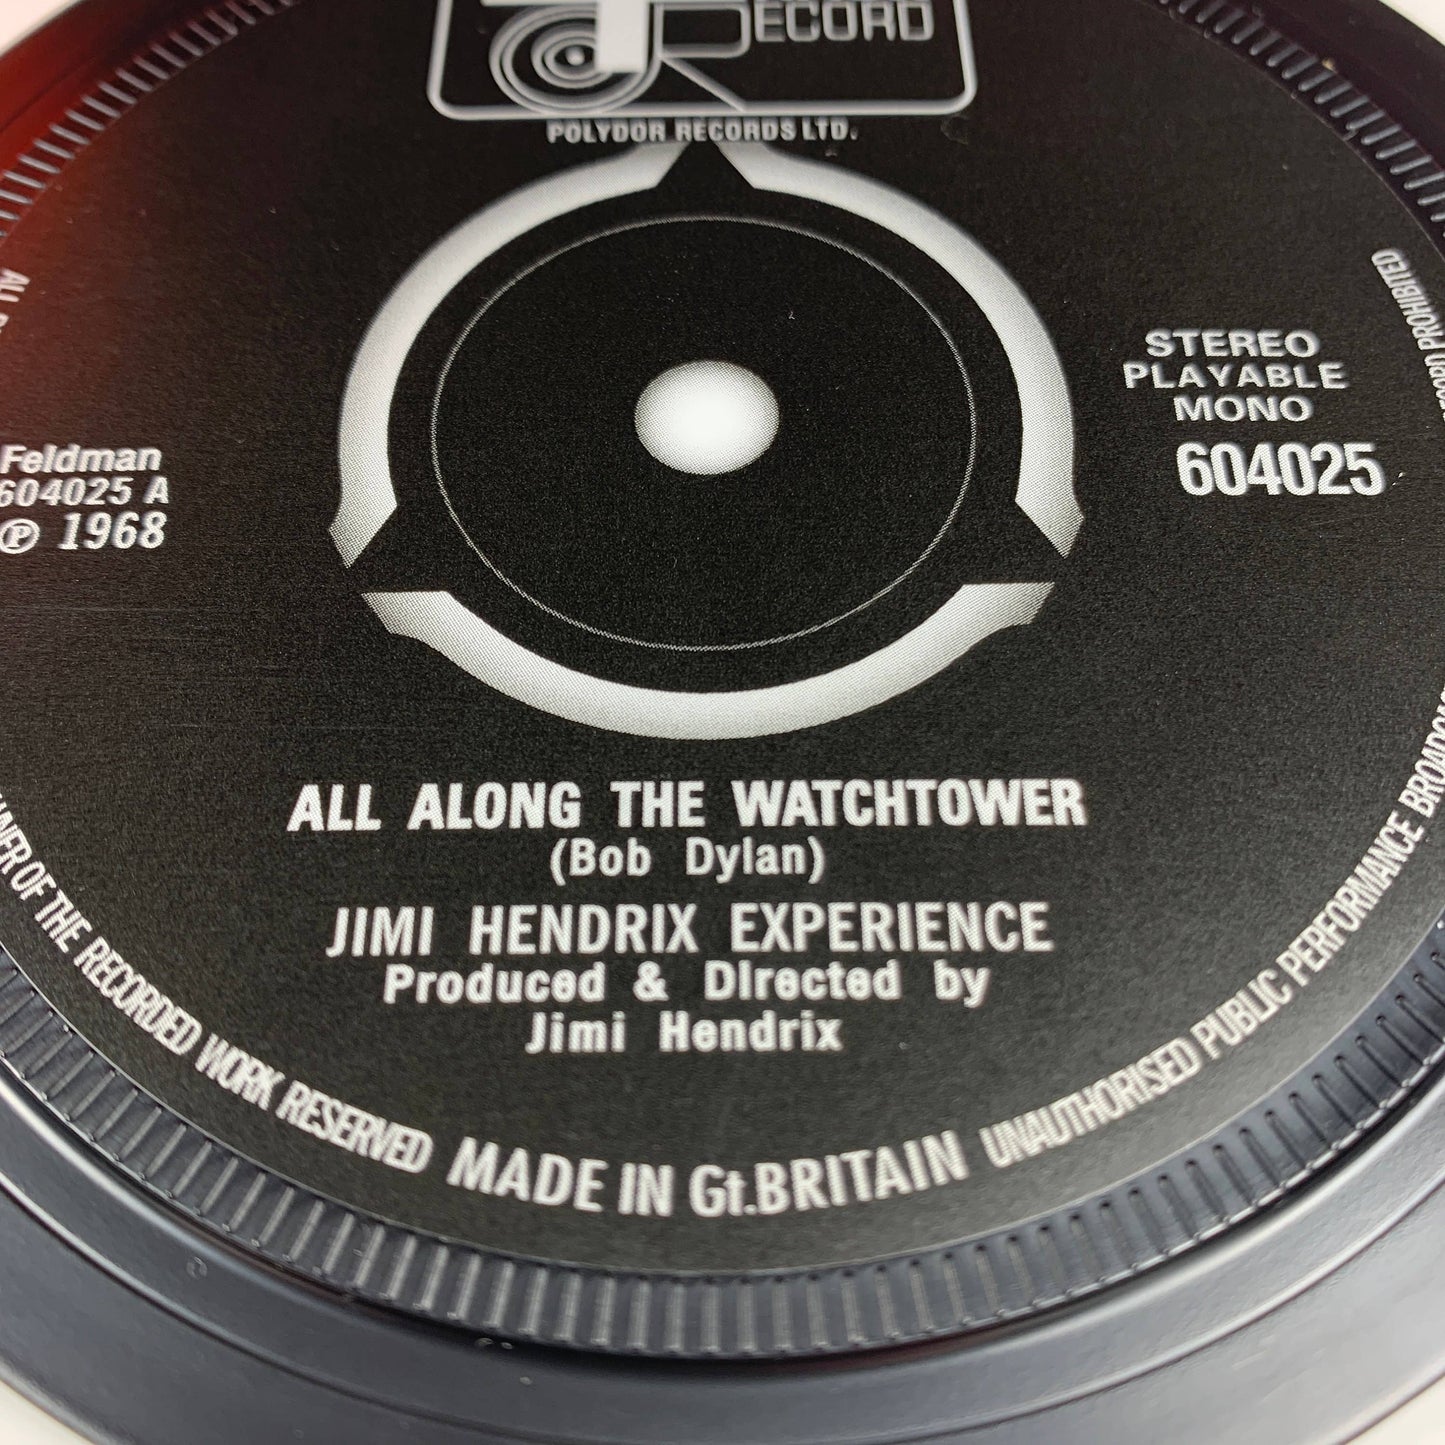 ECORD
POLYDOR RECORDS LTD.
STEREO
PLAYABLE
MONO
604025
Feldman
604025 A
℗ 1968
ALL ALONG THE WATCHTOWER
(Bob Dylan)
JIMI HENDRIX EXPERIENCE
Produced & Directed by
Jimi Hendrix
OF THE RECORDED WORK RESERVED MADE IN Gt.BRITAIN UNAUTHORISED PUBLIC PERFORMANCE BROADC
PROHIBITED
ALL